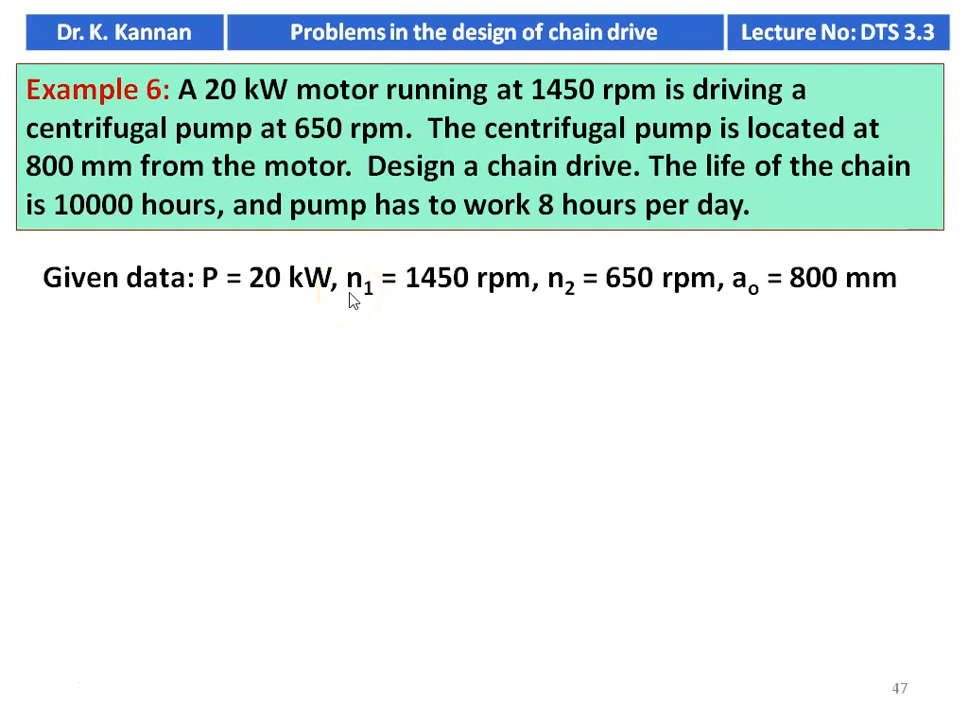 Dr. K. Kannan
Problems in the design of chain drive
Lecture No: DTS 3.3
Example 6: A 20 kW motor running at 1450 rpm is driving a
centrifugal pump at 650 rpm. The centrifugal pump is located at
800 mm from the motor. Design a chain drive. The life of the chain
is 10000 hours, and pump has to work 8 hours per day.
Given data: P = 20 kW, n₁ = 1450 rpm, n₂ = 650 rpm, aₒ = 800 mm
47